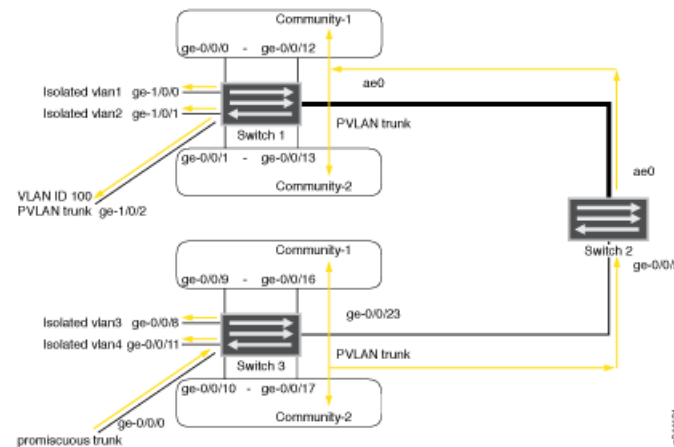 Community-1
ge-0/0/0 - ge-0/0/12
ae0
Isolated vlan1 ge-1/0/0
Isolated vlan2 ge-1/0/1
PVLAN trunk
Switch 1
ge-0/0/1 - ge-0/0/13
Community-2
ae0
VLAN ID 100
PVLAN trunk ge-1/0/2
Switch 2
Community-1
ge-0/0/
ge-0/0/9 - ge-0/0/16
ge-0/0/23
Isolated vlan3 ge-0/0/8
Isolated vlan4 ge-0/0/11
PVLAN trunk
Switch 3
ge-0/0/10 - ge-0/0/17
ge-0/0/0
Community-2
promiscuous trunk